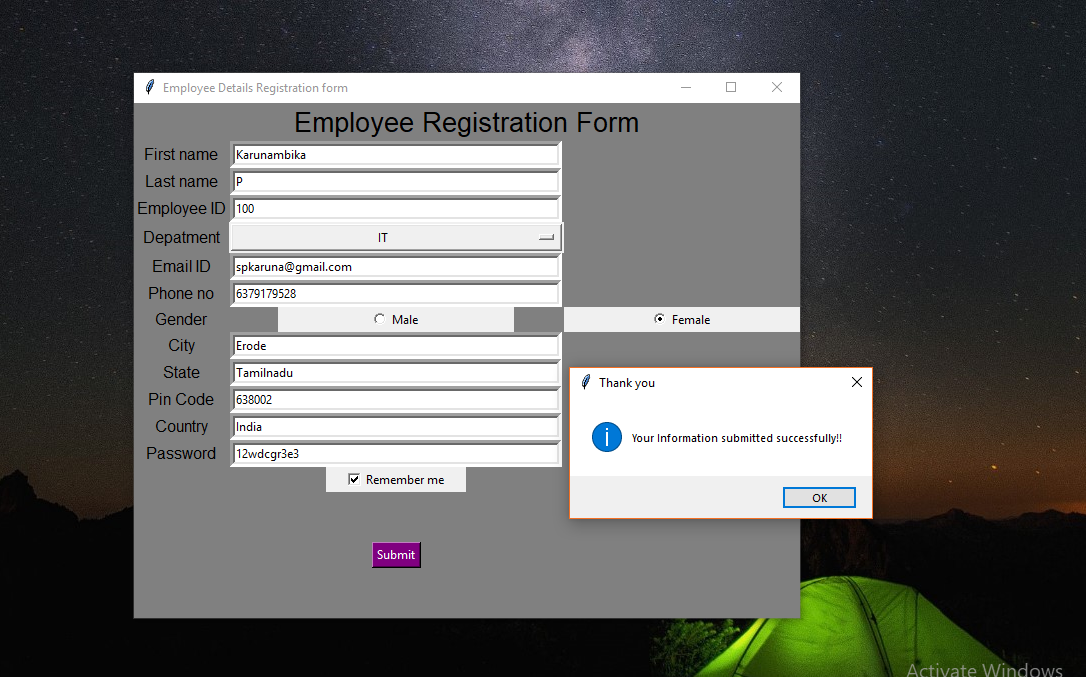 Employee Details Registration form
Employee Registration Form
First name Karunambika
Last name P
Employee ID 100
Depatment IT
Email ID spkaruna@gmail.com
Phone no 6379179528
Gender Male Female
City Erode
State Tamilnadu
Pin Code 638002
Country India
Password 12wdcgr3e3
Remember me
Submit
Thank you
Your Information submitted successfully!!
OK
Activate Windows